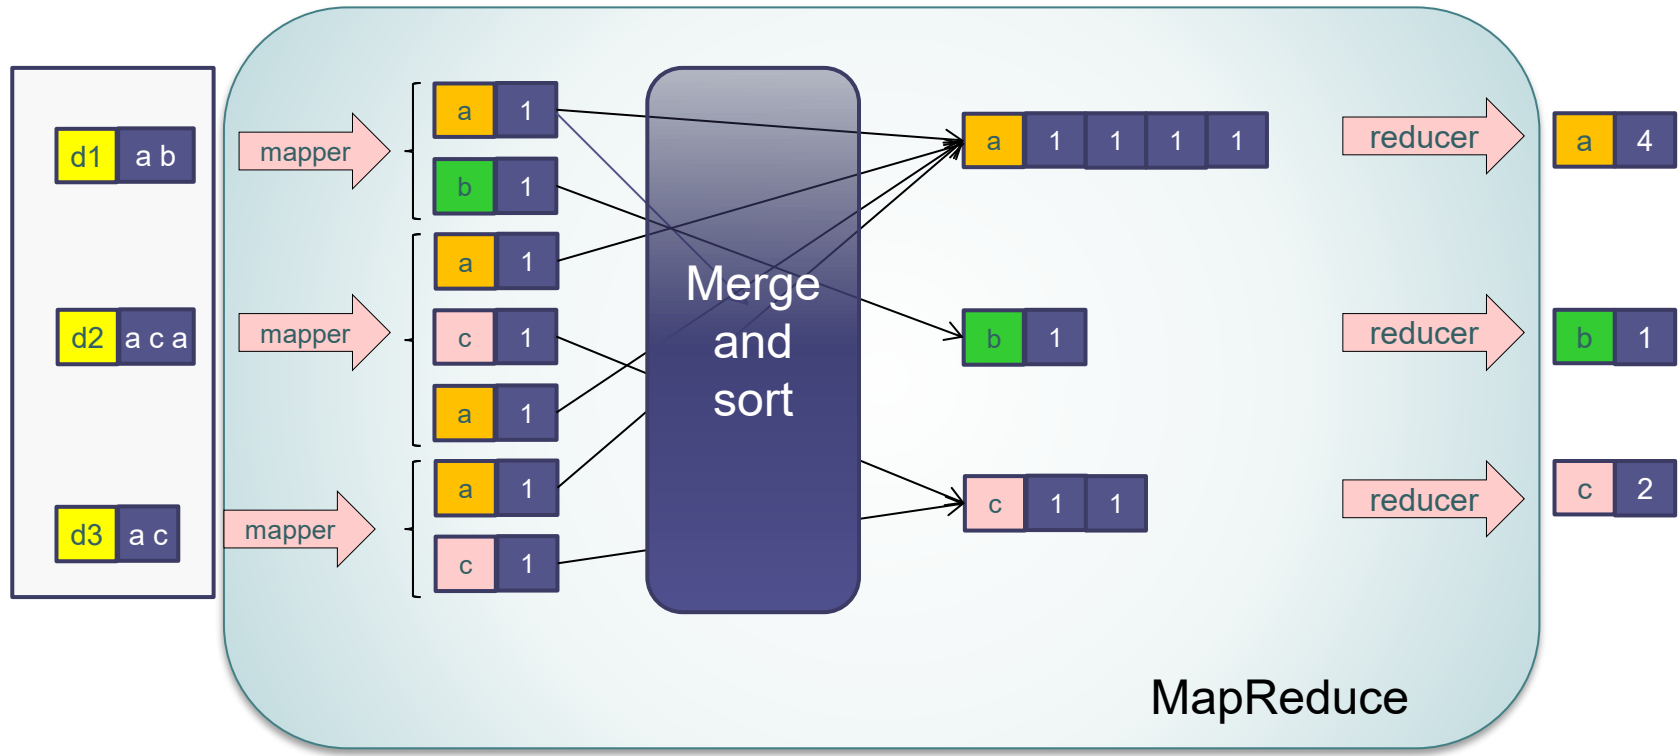 d1 a b
mapper
a 1
b 1
d2 a c a
mapper
a 1
c 1
a 1
d3 a c
mapper
a 1
c 1
Merge
and
sort
a 1 1 1 1
b 1
c 1 1
reducer
reducer
reducer
a 4
b 1
c 2
MapReduce